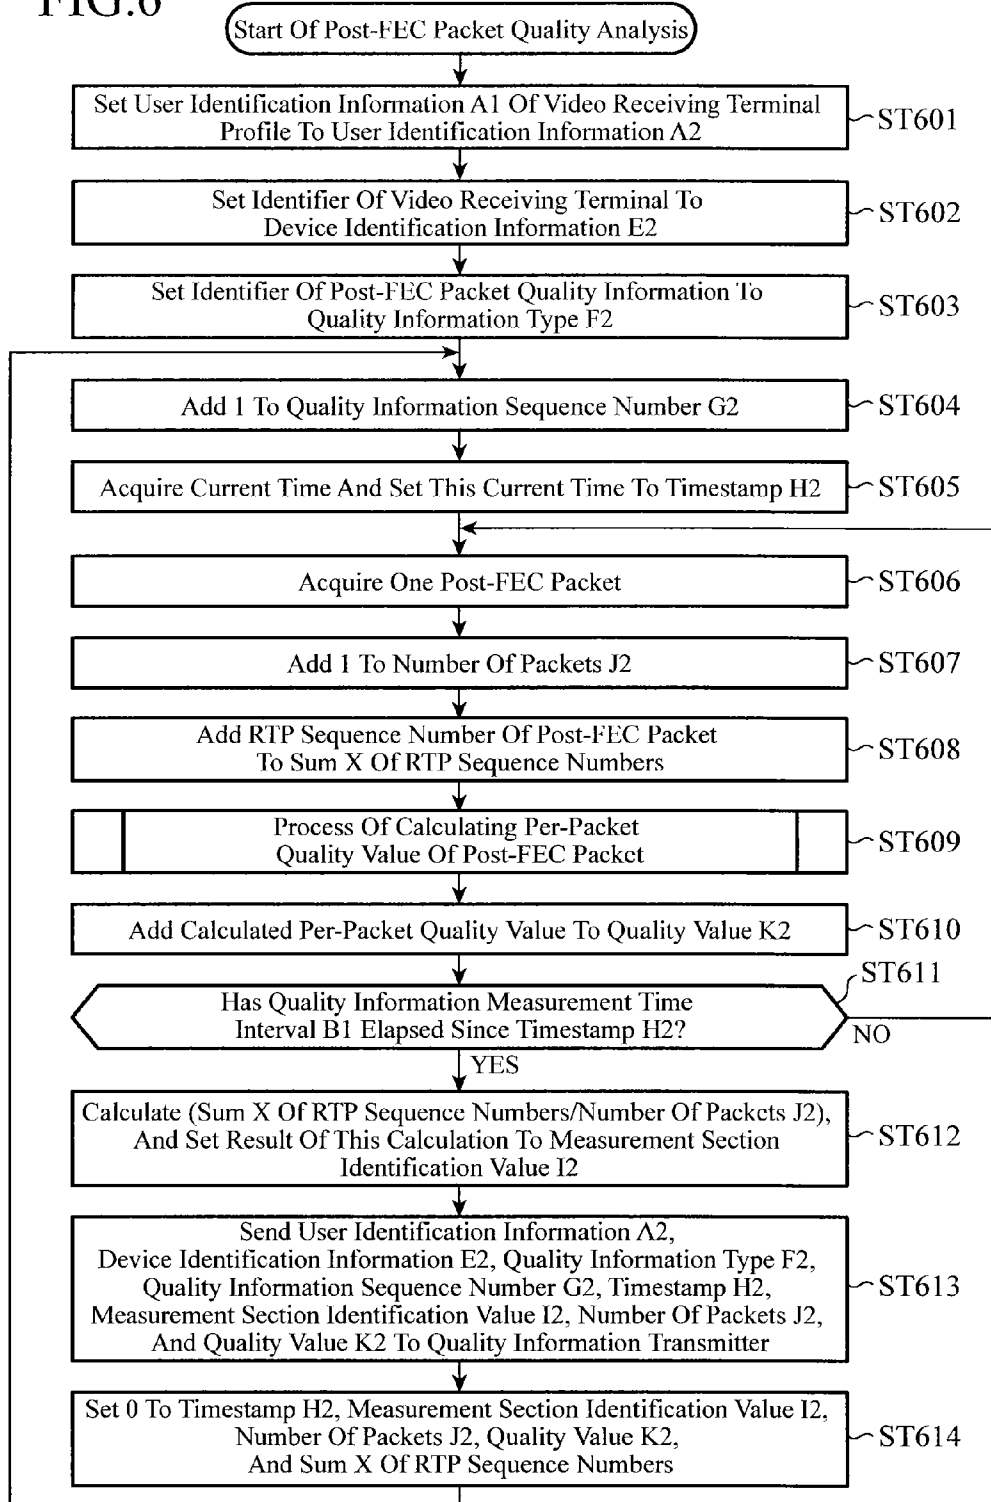 FIG.6
Start Of Post-FEC Packet Quality Analysis
Set User Identification Information A1 Of Video Receiving Terminal
Profile To User Identification Information A2
ST601
Set Identifier Of Video Receiving Terminal To
Device Identification Information E2
ST602
Set Identifier Of Post-FEC Packet Quality Information To
Quality Information Type F2
ST603
Add 1 To Quality Information Sequence Number G2
ST604
Acquire Current Time And Set This Current Time To Timestamp H2
ST605
Acquire One Post-FEC Packet
ST606
Add 1 To Number Of Packets J2
ST607
Add RTP Sequence Number Of Post-FEC Packet
To Sum X Of RTP Sequence Numbers
ST608
Process Of Calculating Per-Packet
Quality Value Of Post-FEC Packet
ST609
Add Calculated Per-Packet Quality Value To Quality Value K2
ST610
ST611
Has Quality Information Measurement Time
Interval B1 Elapsed Since Timestamp H2?
NO
YES
Calculate (Sum X Of RTP Sequence Numbers/Number Of Packets J2),
And Set Result Of This Calculation To Measurement Section
Identification Value I2
ST612
Send User Identification Information A2,
Device Identification Information E2, Quality Information Type F2,
Quality Information Sequence Number G2, Timestamp H2,
Measurement Section Identification Value I2, Number Of Packets J2,
And Quality Value K2 To Quality Information Transmitter
ST613
Set 0 To Timestamp H2, Measurement Section Identification Value I2,
Number Of Packets J2, Quality Value K2,
And Sum X Of RTP Sequence Numbers
ST614